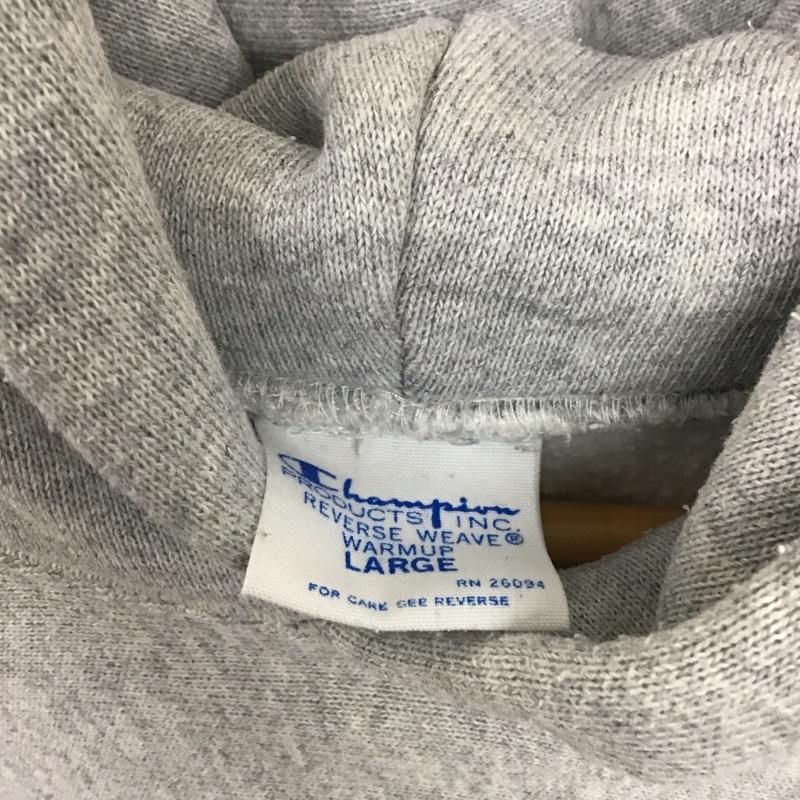 Champion
PRODUCTS INC.
REVERSE WEAVE®
WARMUP
LARGE
RN 26094
FOR CARE SEE REVERSE